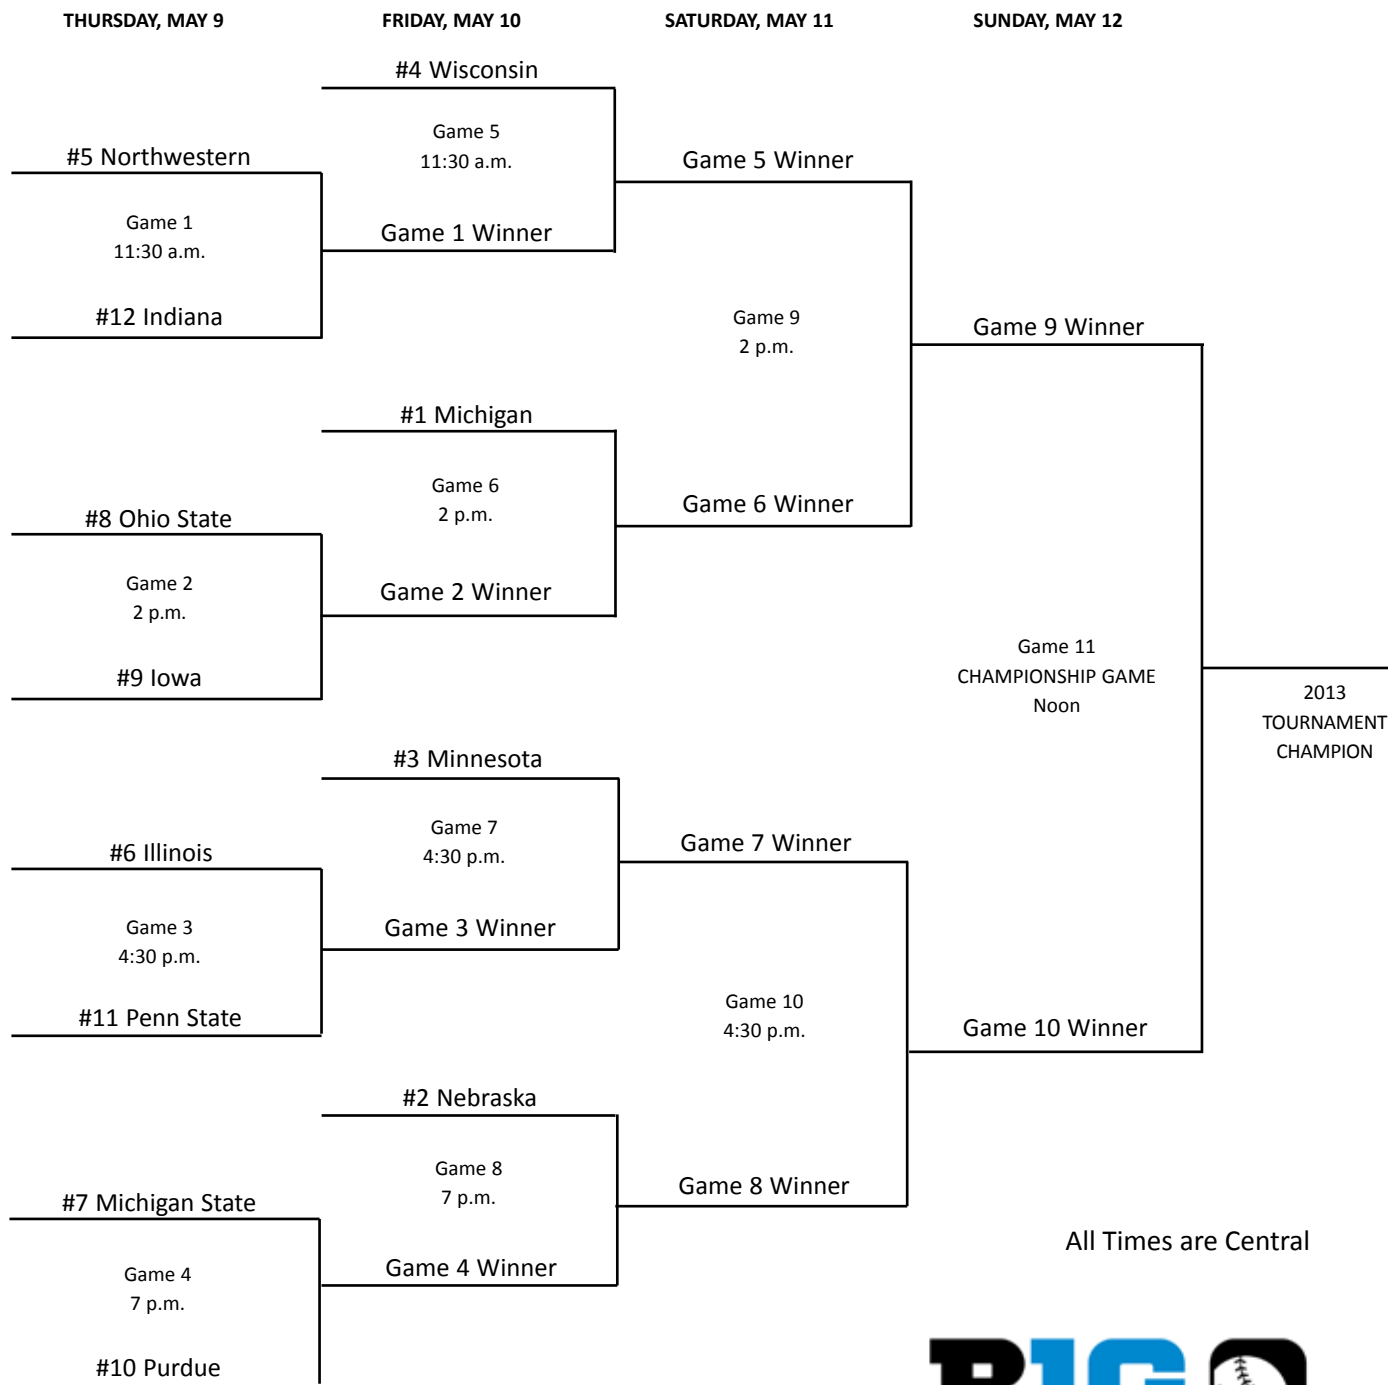 THURSDAY, MAY 9
FRIDAY, MAY 10
SATURDAY, MAY 11
SUNDAY, MAY 12
#4 Wisconsin
Game 5
11:30 a.m.
#5 Northwestern
Game 5 Winner
Game 1
11:30 a.m.
Game 1 Winner
#12 Indiana
Game 9
2 p.m.
Game 9 Winner
#1 Michigan
Game 6
2 p.m.
Game 6 Winner
#8 Ohio State
Game 2
2 p.m.
Game 2 Winner
#9 Iowa
Game 11
CHAMPIONSHIP GAME
Noon
2013
TOURNAMENT
CHAMPION
#3 Minnesota
Game 7
4:30 p.m.
Game 7 Winner
#6 Illinois
Game 3
4:30 p.m.
Game 3 Winner
#11 Penn State
Game 10
4:30 p.m.
Game 10 Winner
#2 Nebraska
Game 8
7 p.m.
Game 8 Winner
#7 Michigan State
Game 4
7 p.m.
Game 4 Winner
#10 Purdue
All Times are Central
B1G